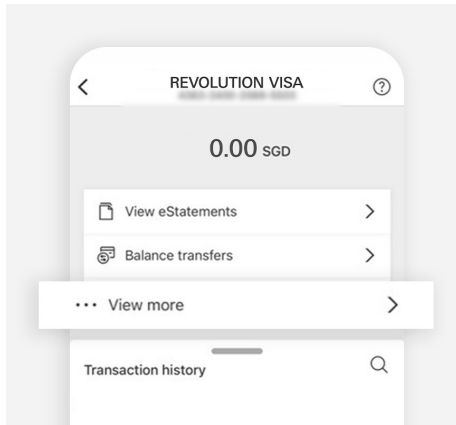 REVOLUTION VISA
0.00 SGD
View eStatements
Balance transfers
View more
Transaction history